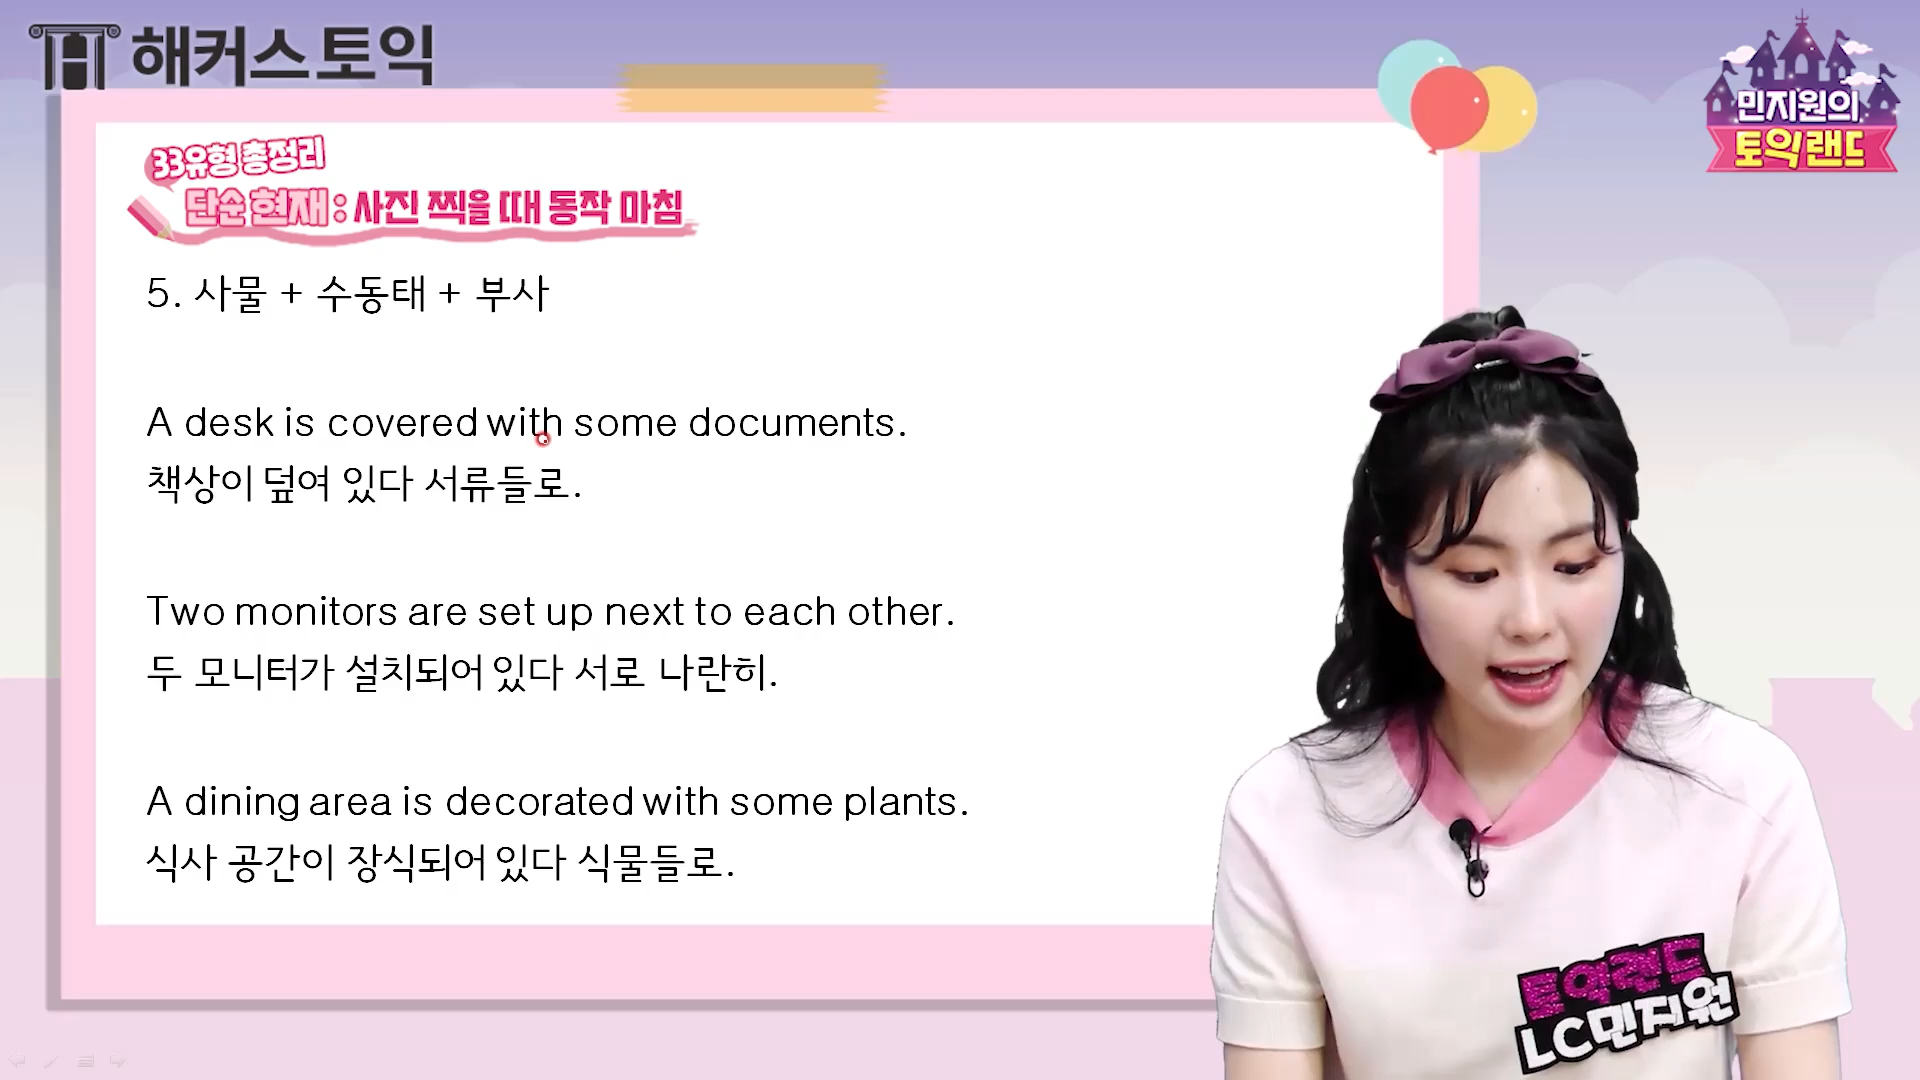 해커스토익
민지원의
토익랜드
33유형 총정리
단순 현재 : 사진 찍을 때 동작 마침
5. 사물 + 수동태 + 부사
A desk is covered with some documents.
책상이 덮여 있다 서류들로.
Two monitors are set up next to each other.
두 모니터가 설치되어 있다 서로 나란히.
A dining area is decorated with some plants.
식사 공간이 장식되어 있다 식물들로.
토익랜드
LC민지원